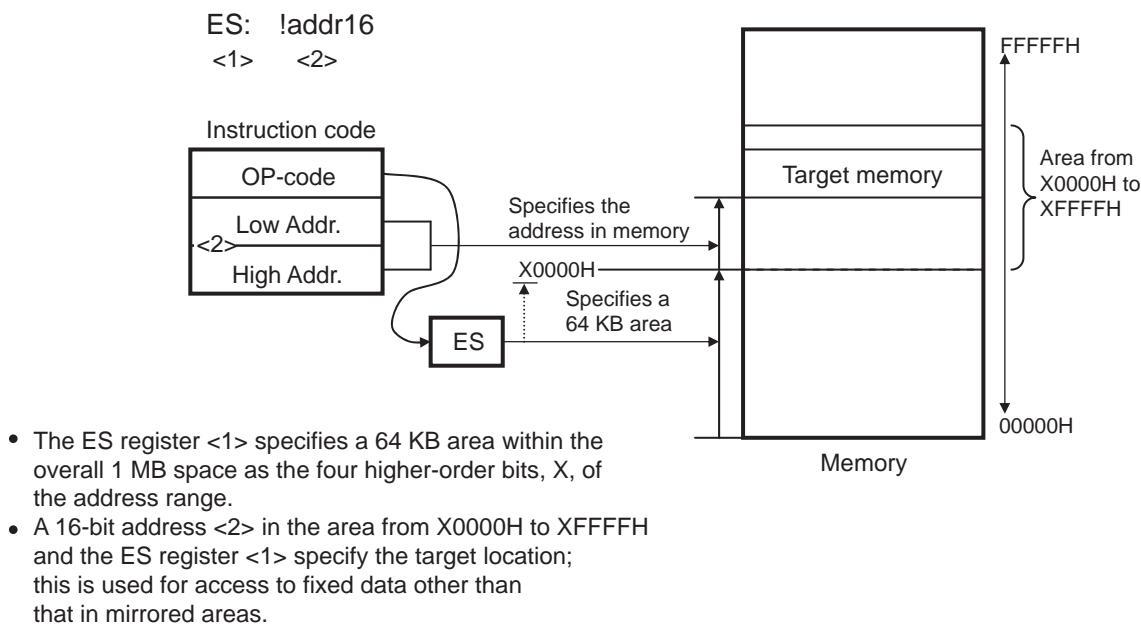 ES: !addr16
<1> <2>
Instruction code
OP-code
Low Addr.
<2>
High Addr.
ES
Specifies the
address in memory
X0000H
Specifies a
64 KB area
Target memory
Memory
FFFFFH
Area from
X0000H to
XFFFFH
00000H
• The ES register <1> specifies a 64 KB area within the
overall 1 MB space as the four higher-order bits, X, of
the address range.
• A 16-bit address <2> in the area from X0000H to XFFFFH
and the ES register <1> specify the target location;
this is used for access to fixed data other than
that in mirrored areas.